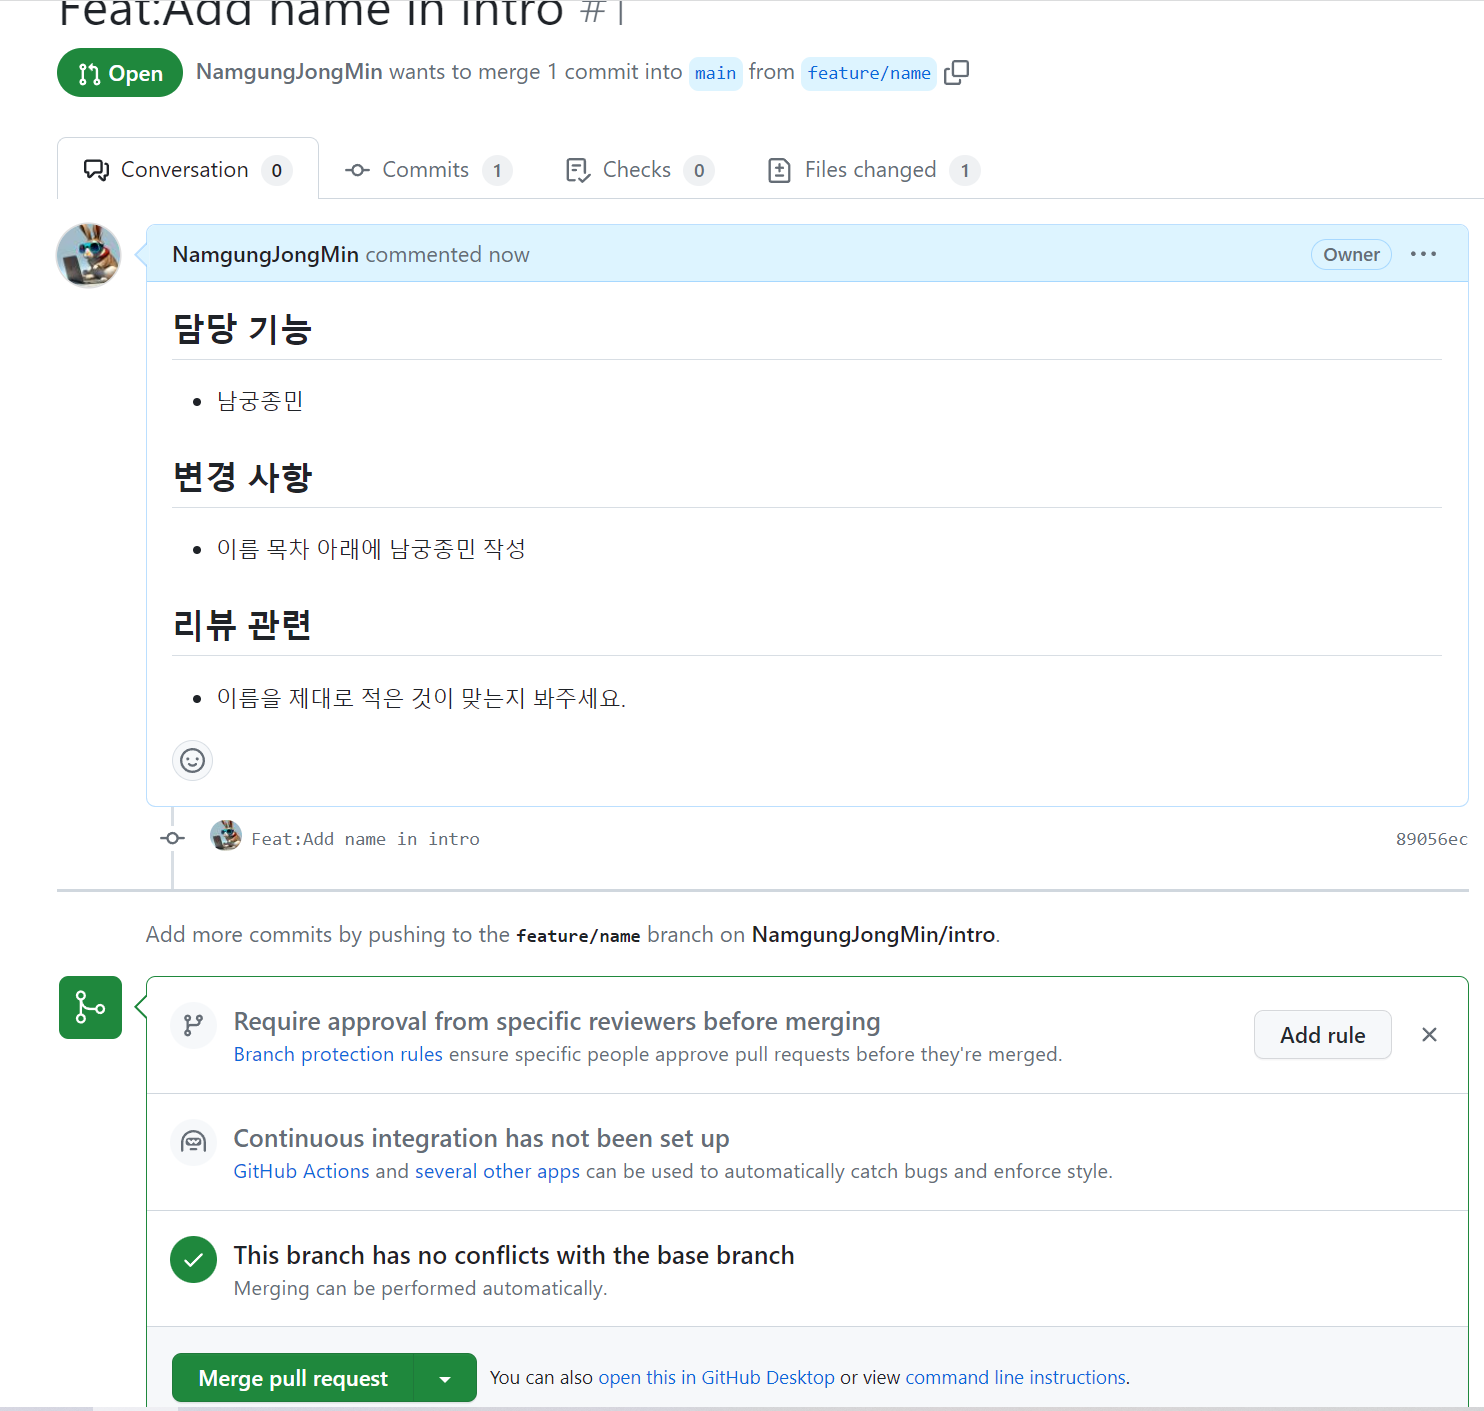 Feat:Add name in intro #1
Open NamgungJongMin wants to merge 1 commit into main from feature/name
Conversation 0 Commits 1 Checks 0 Files changed 1
NamgungJongMin commented now Owner
담당 기능
남궁종민
변경 사항
이름 목차 아래에 남궁종민 작성
리뷰 관련
이름을 제대로 적은 것이 맞는지 봐주세요.
Feat:Add name in intro 89056ec
Add more commits by pushing to the feature/name branch on NamgungJongMin/intro.
Require approval from specific reviewers before merging
Branch protection rules ensure specific people approve pull requests before they're merged.
Add rule
Continuous integration has not been set up
GitHub Actions and several other apps can be used to automatically catch bugs and enforce style.
This branch has no conflicts with the base branch
Merging can be performed automatically.
Merge pull request You can also open this in GitHub Desktop or view command line instructions.